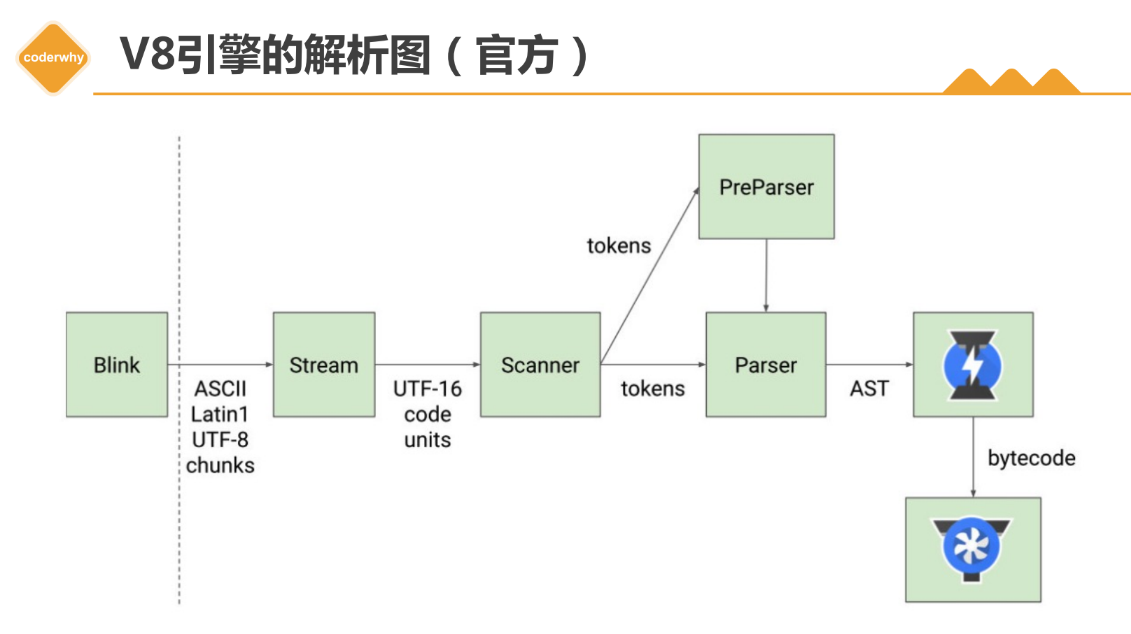 coderwhy
V8引擎的解析图（官方）
PreParser
tokens
Blink
Stream
Scanner
Parser
ASCII
Latin1
UTF-8
chunks
UTF-16
code
units
tokens
AST
bytecode